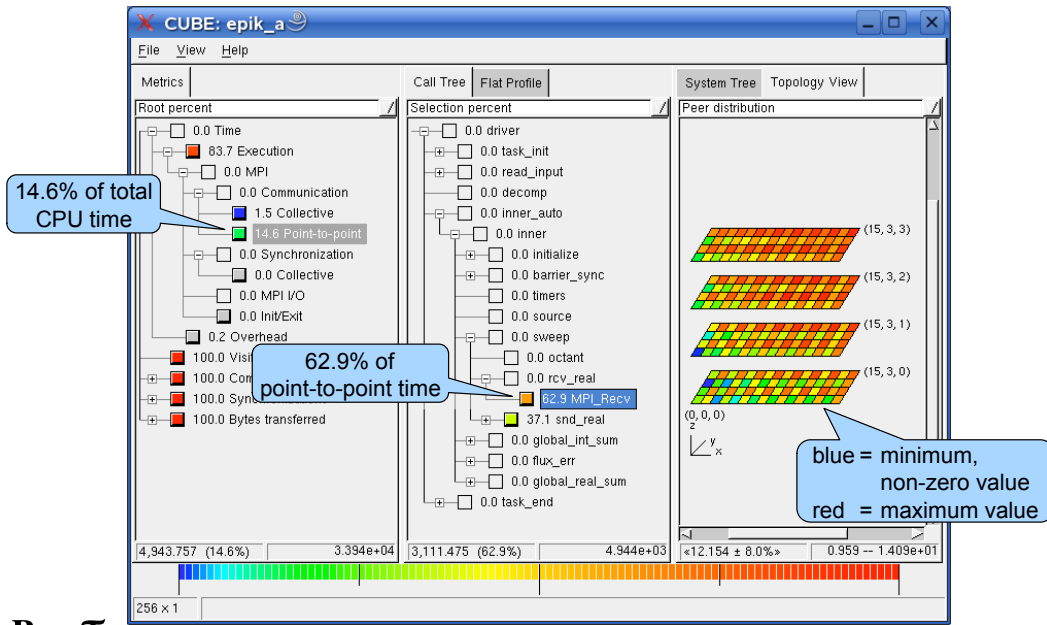 CUBE: epik_a
File View Help
Metrics
Root percent
0.0 Time
83.7 Execution
0.0 MPI
0.0 Communication
1.5 Collective
14.6 Point-to-point
0.0 Synchronization
0.0 Collective
0.0 MPI I/O
0.0 Init/Exit
0.2 Overhead
100.0 Visi
100.0 Com
100.0 Sync
100.0 Bytes transferred
4,943.757 (14.6%) 3.394e+04
14.6% of total
CPU time
Call Tree Flat Profile
Selection percent
0.0 driver
0.0 task_init
0.0 read_input
0.0 decomp
0.0 inner_auto
0.0 inner
0.0 initialize
0.0 barrier_sync
0.0 timers
0.0 source
0.0 sweep
0.0 octant
0.0 rcv_real
62.9 MPI_Recv
37.1 snd_real
0.0 global_int_sum
0.0 flux_err
0.0 global_real_sum
0.0 task_end
3,111.475 (62.9%) 4.944e+03
62.9% of
point-to-point time
System Tree Topology View
Peer distribution
(15, 3, 3)
(15, 3, 2)
(15, 3, 1)
(15, 3, 0)
(0, 0, 0)
z
y
x
blue = minimum,
non-zero value
red = maximum value
«12.154 ± 8.0%» 0.959 -- 1.409e+01
256 x 1